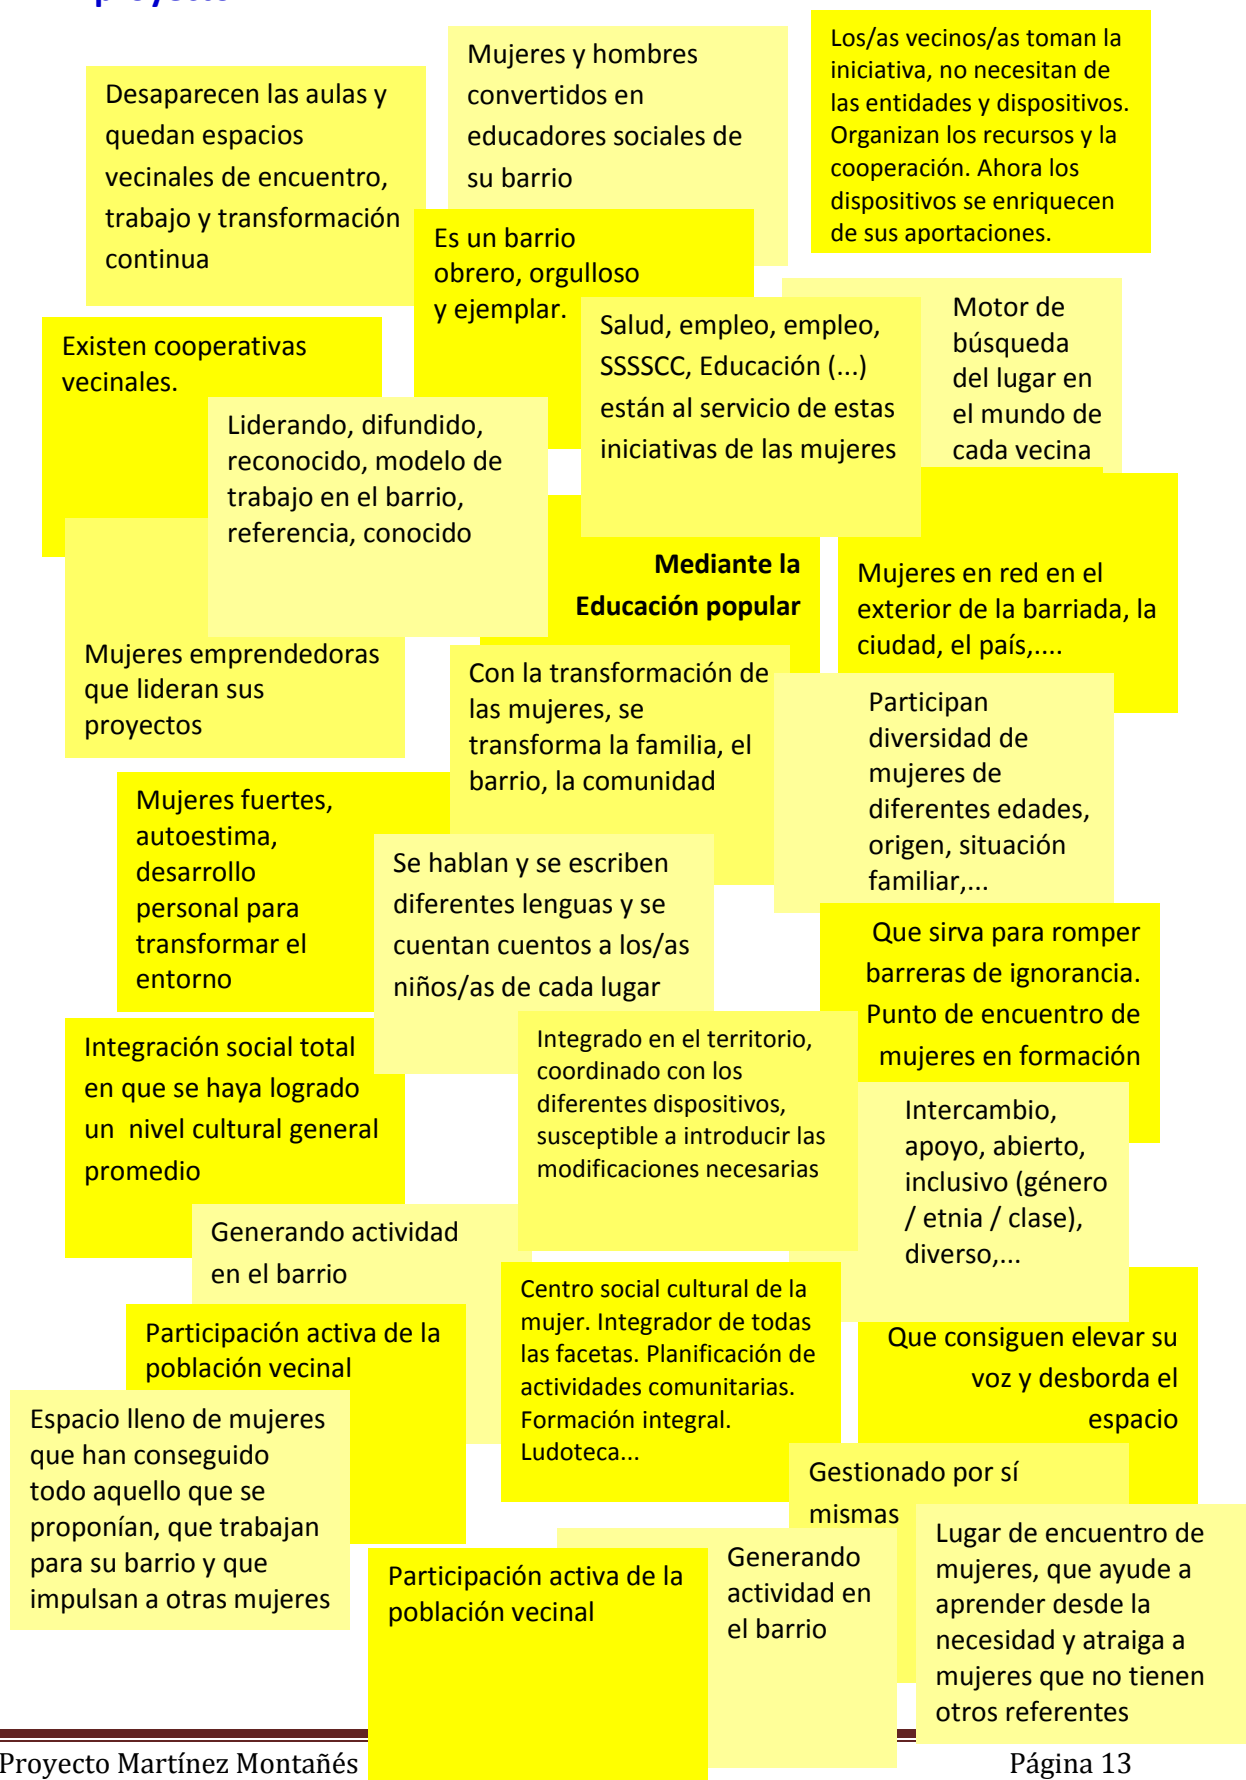 Desaparecen las aulas y
quedan espacios
vecinales de encuentro,
trabajo y transformación
continua
Mujeres y hombres
convertidos en
educadores sociales de
su barrio
Los/as vecinos/as toman la
iniciativa, no necesitan de
las entidades y dispositivos.
Organizan los recursos y la
cooperación. Ahora los
dispositivos se enriquecen
de sus aportaciones.
Es un barrio
obrero, orgulloso
y ejemplar.
Salud, empleo, empleo,
SSSSCC, Educación (...)
están al servicio de estas
iniciativas de las mujeres
Motor de
búsqueda
del lugar en
el mundo de
cada vecina
Existen cooperativas
vecinales.
Liderando, difundido,
reconocido, modelo de
trabajo en el barrio,
referencia, conocido
Mediante la
Educación popular
Mujeres en red en el
exterior de la barriada, la
ciudad, el país,....
Mujeres emprendedoras
que lideran sus
proyectos
Con la transformación de
las mujeres, se
transforma la familia, el
barrio, la comunidad
Participan
diversidad de
mujeres de
diferentes edades,
origen, situación
familiar,...
Mujeres fuertes,
autoestima,
desarrollo
personal para
transformar el
entorno
Se hablan y se escriben
diferentes lenguas y se
cuentan cuentos a los/as
niños/as de cada lugar
Que sirva para romper
barreras de ignorancia.
Punto de encuentro de
mujeres en formación
Integración social total
en que se haya logrado
un nivel cultural general
promedio
Integrado en el territorio,
coordinado con los
diferentes dispositivos,
susceptible a introducir las
modificaciones necesarias
Intercambio,
apoyo, abierto,
inclusivo (género
/ etnia / clase),
diverso,...
Generando actividad
en el barrio
Centro social cultural de la
mujer. Integrador de todas
las facetas. Planificación de
actividades comunitarias.
Formación integral.
Ludoteca...
Participación activa de la
población vecinal
Que consiguen elevar su
voz y desborda el
espacio
Espacio lleno de mujeres
que han conseguido
todo aquello que se
proponían, que trabajan
para su barrio y que
impulsan a otras mujeres
Gestionado por sí
mismas
Participación activa de la
población vecinal
Generando
actividad en
el barrio
Lugar de encuentro de
mujeres, que ayude a
aprender desde la
necesidad y atraiga a
mujeres que no tienen
otros referentes
Proyecto Martínez Montañés
Página 13